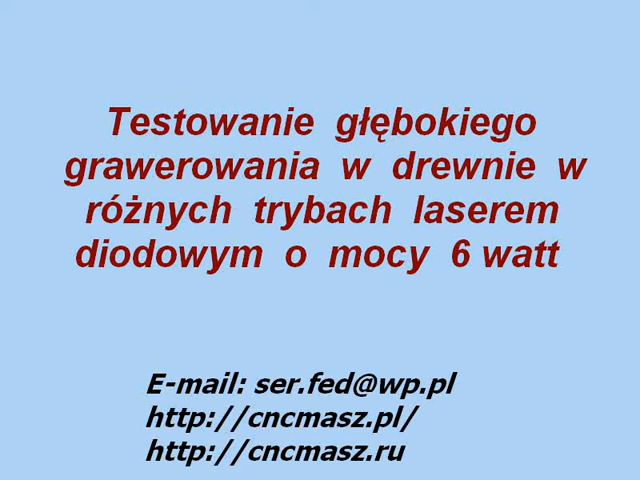 Testowanie głębokiego
grawerowania w drewnie w
różnych trybach laserem
diodowym o mocy 6 watt
E-mail: ser.fed@wp.pl
http://cncmasz.pl/
http://cncmasz.ru